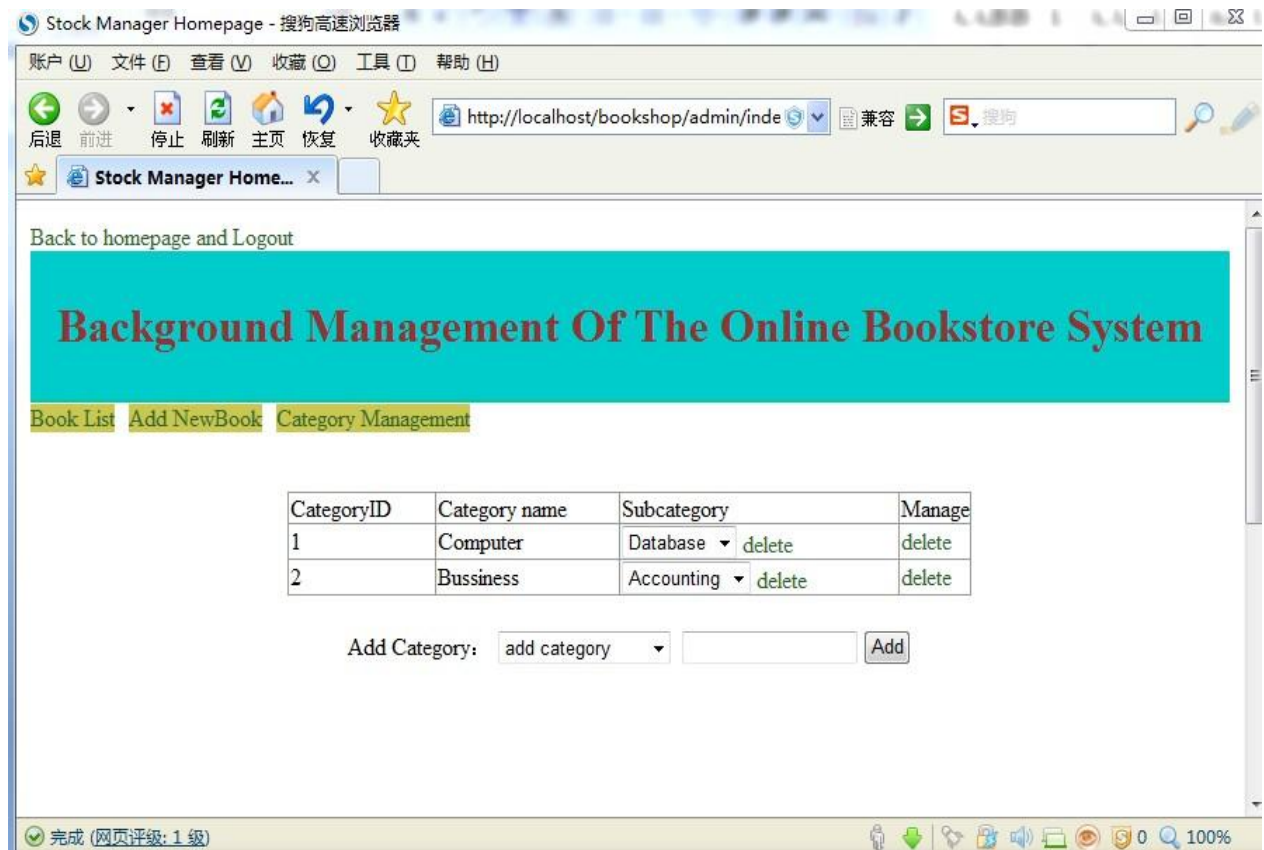 Stock Manager Homepage - 搜狗高速浏览器
账户 (U) 文件 (F) 查看 (V) 收藏 (O) 工具 (T) 帮助 (H)
http://localhost/bookshop/admin/inde 兼容 搜狗
后退 前进 停止 刷新 主页 恢复 收藏夹
Stock Manager Home...
Back to homepage and Logout
Background Management Of The Online Bookstore System
Book List Add NewBook Category Management
CategoryID Category name Subcategory Manage
1 Computer Database delete delete
2 Bussiness Accounting delete delete
Add Category： add category Add
完成 (网页评级: 1 级) 0 100%